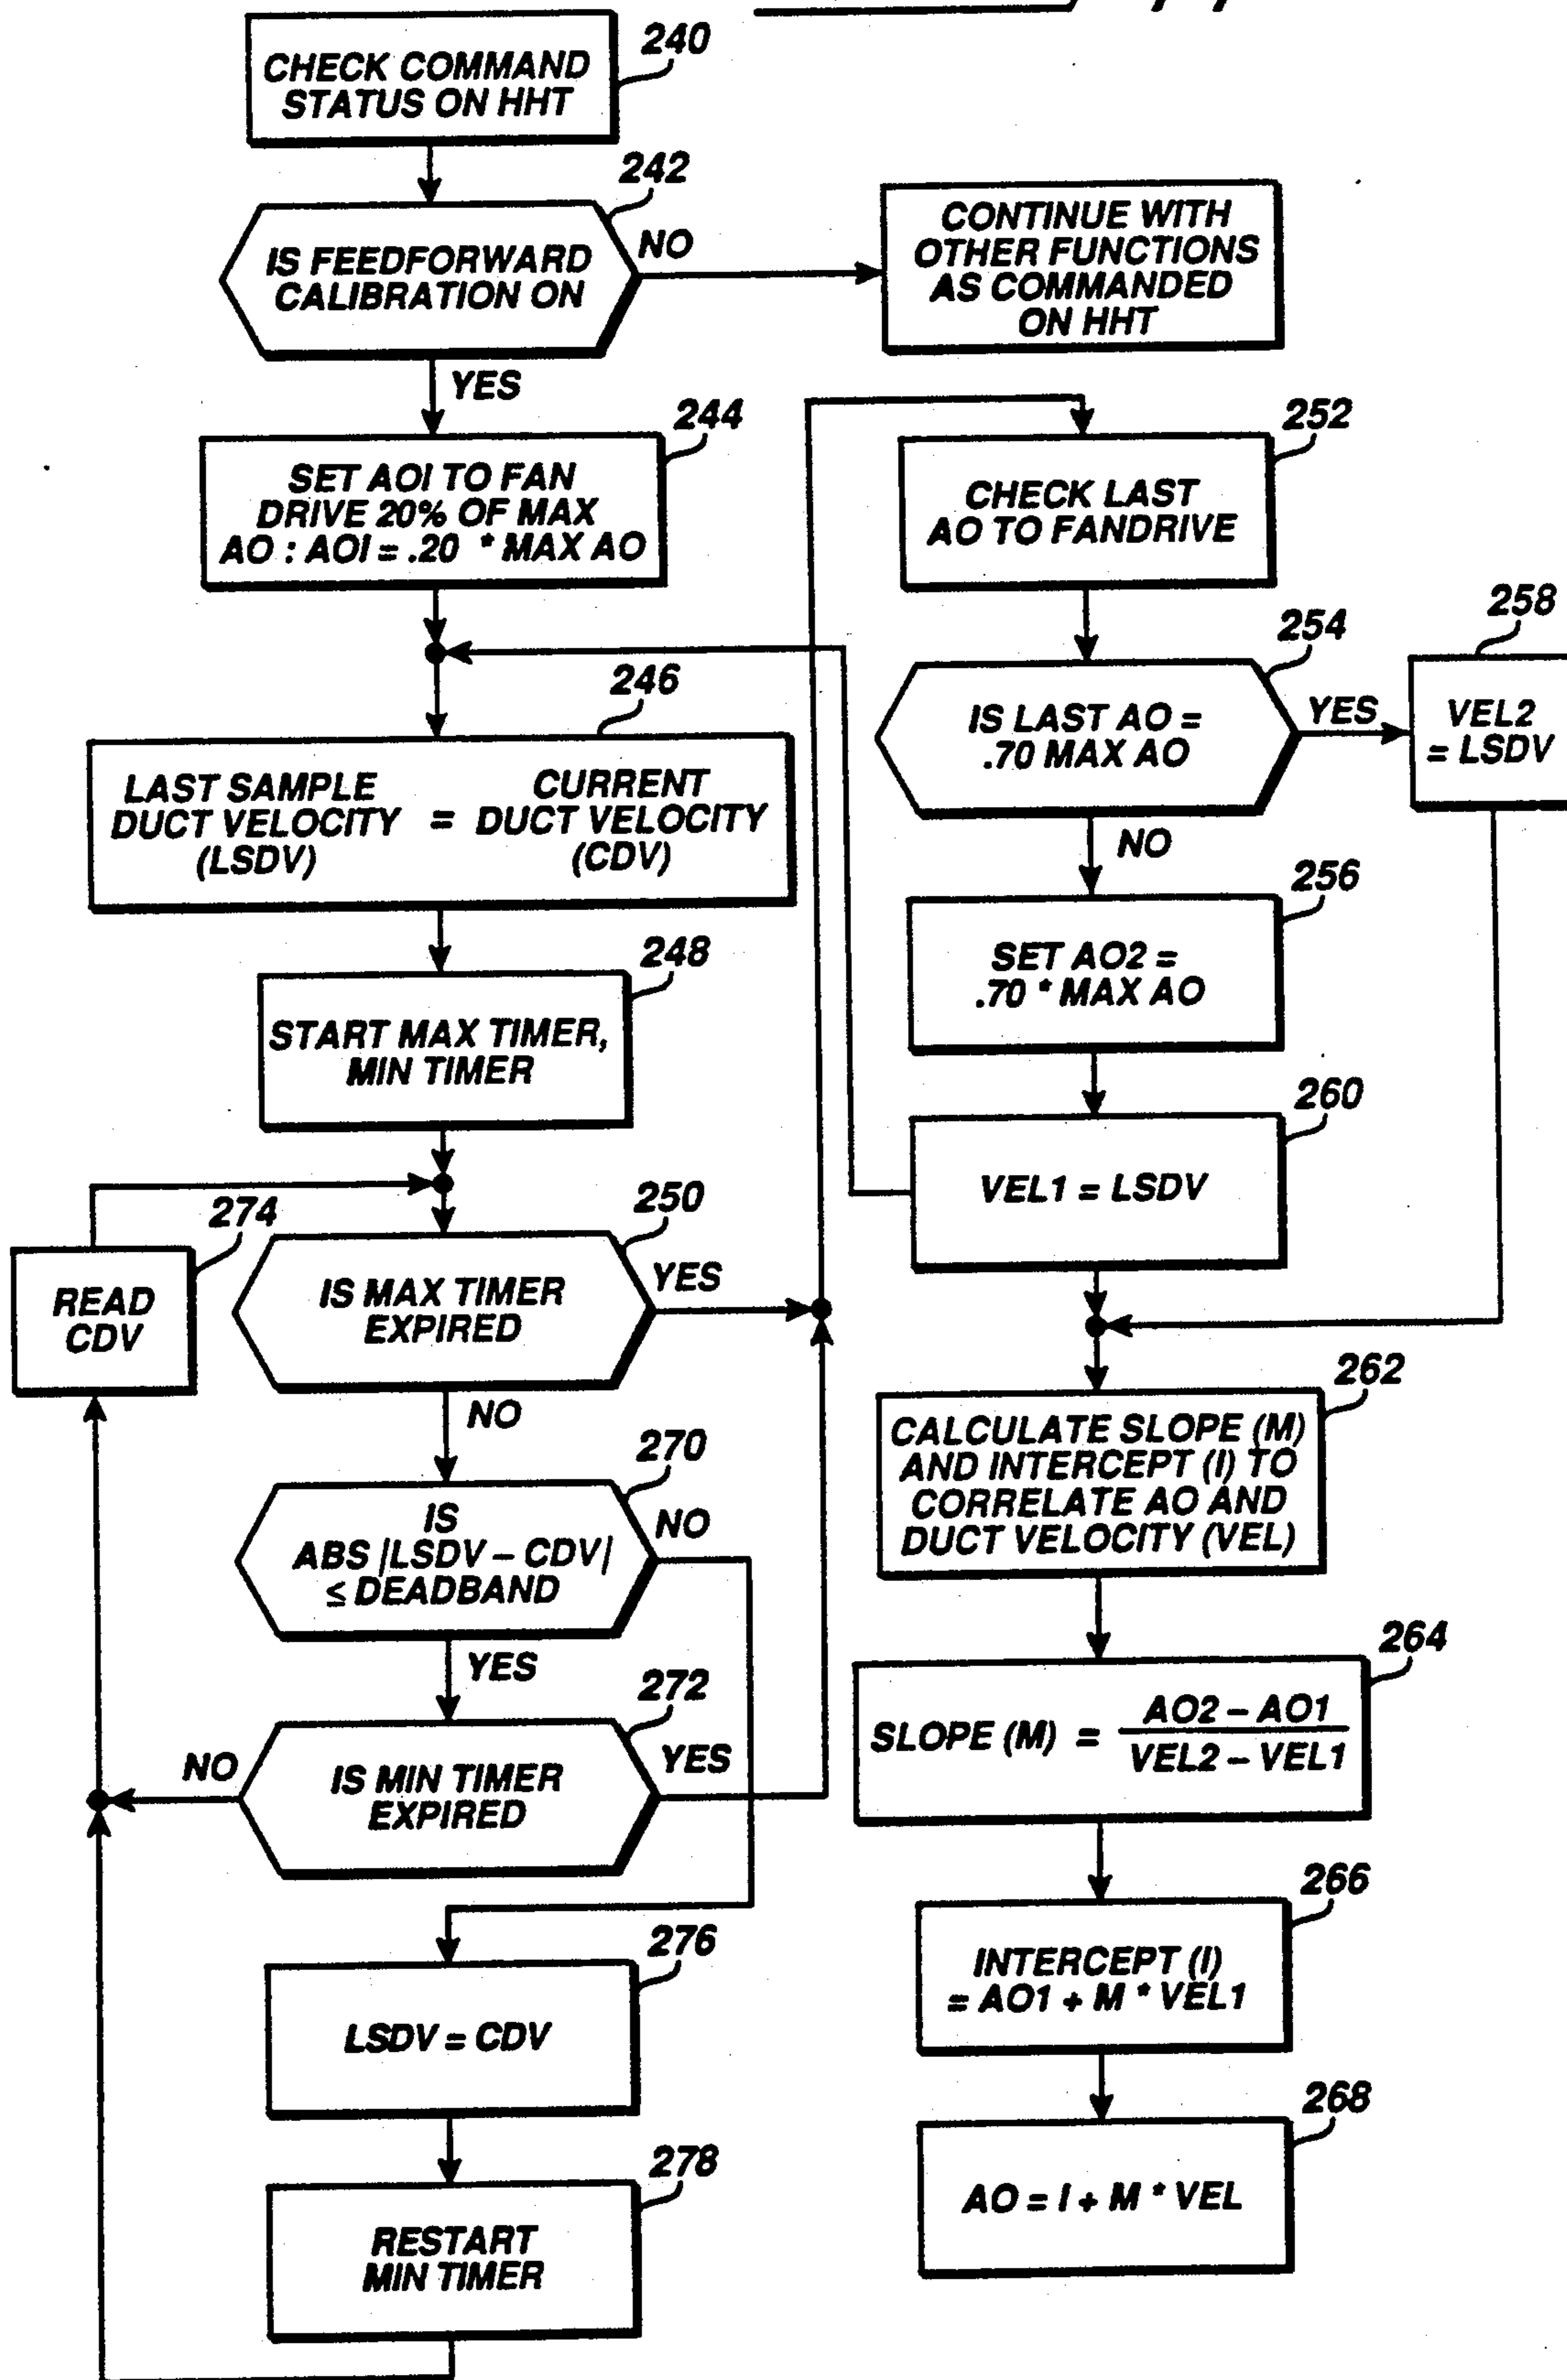 240
CHECK COMMAND
STATUS ON HHT
242
IS FEEDFORWARD
CALIBRATION ON
NO
CONTINUE WITH
OTHER FUNCTIONS
AS COMMANDED
ON HHT
YES
244
SET AOI TO FAN
DRIVE 20% OF MAX
AO : AOI = .20 * MAX AO
246
LAST SAMPLE
DUCT VELOCITY
(LSDV)
=
CURRENT
DUCT VELOCITY
(CDV)
248
START MAX TIMER,
MIN TIMER
274
READ
CDV
250
IS MAX TIMER
EXPIRED
YES
NO
270
IS
ABS |LSDV – CDV|
≤ DEADBAND
NO
YES
272
IS MIN TIMER
EXPIRED
NO
YES
276
LSDV = CDV
278
RESTART
MIN TIMER
252
CHECK LAST
AO TO FANDRIVE
254
IS LAST AO =
.70 MAX AO
YES
258
VEL2
= LSDV
NO
256
SET AO2 =
.70 * MAX AO
260
VEL1 = LSDV
262
CALCULATE SLOPE (M)
AND INTERCEPT (I) TO
CORRELATE AO AND
DUCT VELOCITY (VEL)
264
SLOPE (M) =
AO2 – AO1
VEL2 – VEL1
266
INTERCEPT (I)
= AO1 + M * VEL1
268
AO = I + M * VEL